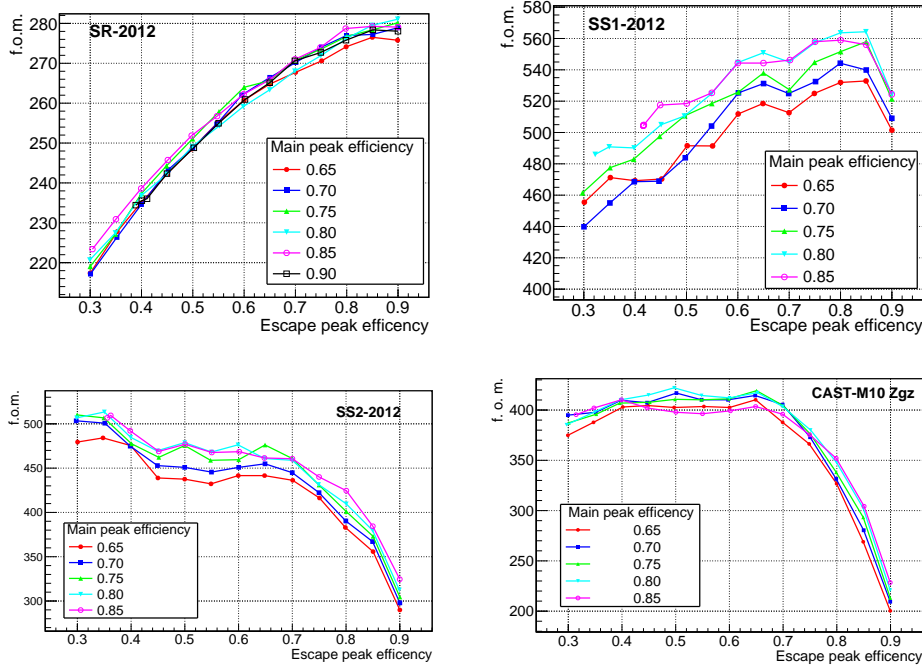 SR-2012
f.o.m.
280
270
260
250
240
230
220
Main peak efficiency
0.65
0.70
0.75
0.80
0.85
0.90
0.3 0.4 0.5 0.6 0.7 0.8 0.9
Escape peak efficency
SS1-2012
f.o.m.
580
560
540
520
500
480
460
440
420
400
Main peak efficiency
0.65
0.70
0.75
0.80
0.85
0.3 0.4 0.5 0.6 0.7 0.8 0.9
Escape peak efficency
SS2-2012
f.o.m.
500
450
400
350
300
Main peak efficiency
0.65
0.70
0.75
0.80
0.85
0.3 0.4 0.5 0.6 0.7 0.8 0.9
Escape peak efficency
CAST-M10 Zgz
f.o.m.
400
350
300
250
200
Main peak efficiency
0.65
0.70
0.75
0.80
0.85
0.3 0.4 0.5 0.6 0.7 0.8 0.9
Escape peak efficency